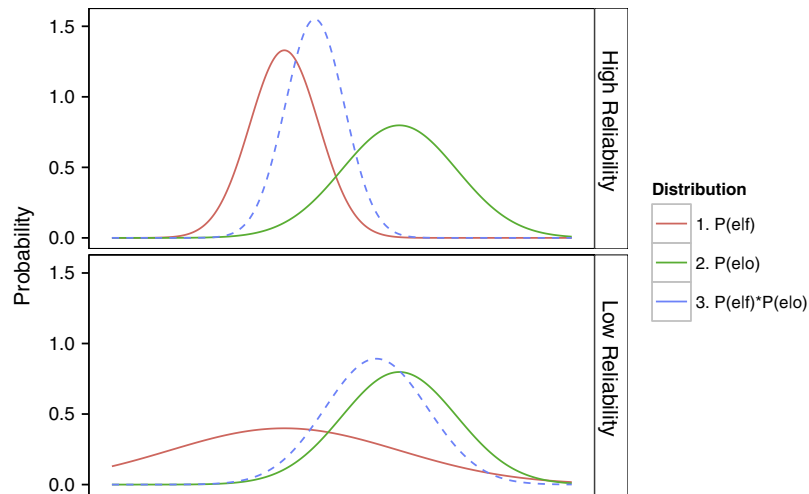 1.5
1.0
0.5
0.0
High Reliability
1.5
1.0
0.5
0.0
Low Reliability
Probability
Distribution
1. P(elf)
2. P(elo)
3. P(elf)*P(elo)